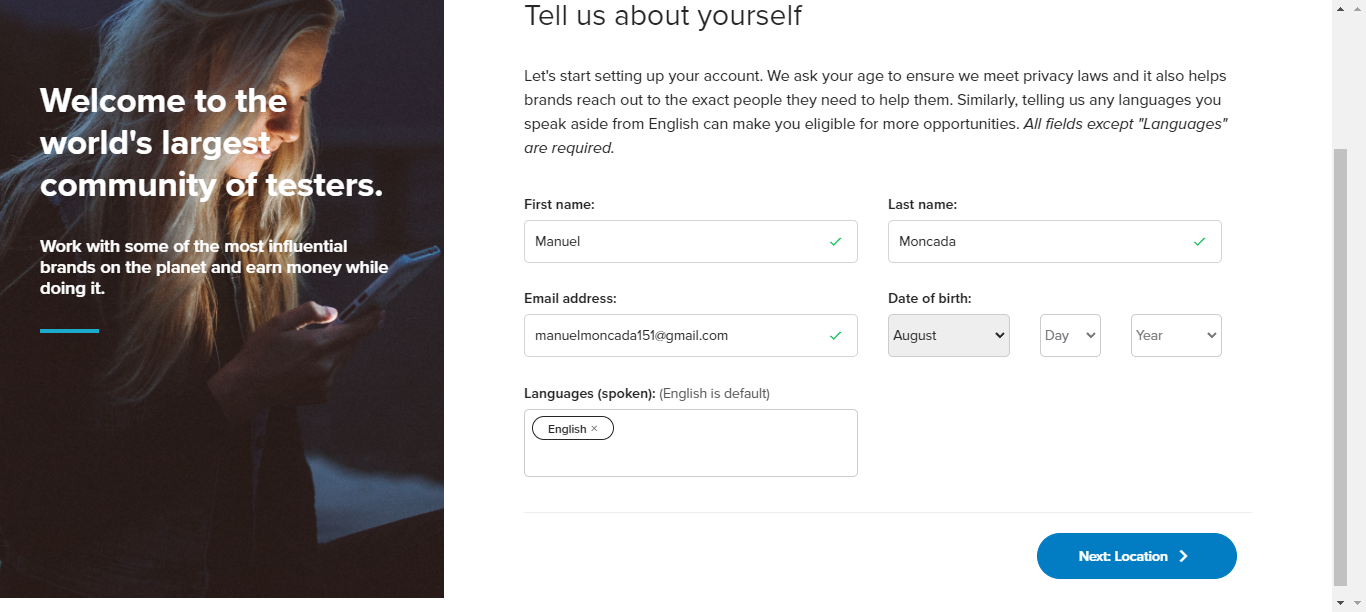 Welcome to the
world's largest
community of testers.
Work with some of the most influential
brands on the planet and earn money while
doing it.
Tell us about yourself
Let's start setting up your account. We ask your age to ensure we meet privacy laws and it also helps
brands reach out to the exact people they need to help them. Similarly, telling us any languages you
speak aside from English can make you eligible for more opportunities. All fields except "Languages"
are required.
First name:
Last name:
Manuel
Moncada
Email address:
Date of birth:
manuelmoncada151@gmail.com
August
Day
Year
Languages (spoken): (English is default)
English ×
Next: Location